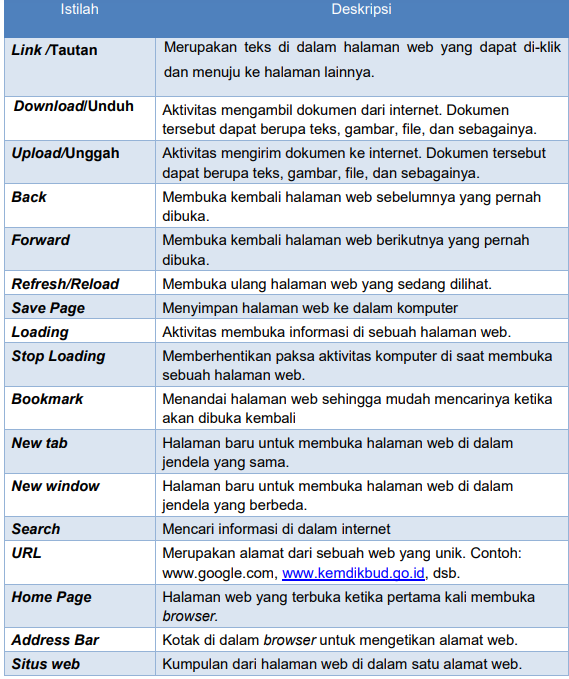 Istilah Deskripsi
Link /Tautan Merupakan teks di dalam halaman web yang dapat di-klik
dan menuju ke halaman lainnya.
Download/Unduh Aktivitas mengambil dokumen dari internet. Dokumen
tersebut dapat berupa teks, gambar, file, dan sebagainya.
Upload/Unggah Aktivitas mengirim dokumen ke internet. Dokumen tersebut
dapat berupa teks, gambar, file, dan sebagainya.
Back Membuka kembali halaman web sebelumnya yang pernah
dibuka.
Forward Membuka kembali halaman web berikutnya yang pernah
dibuka.
Refresh/Reload Membuka ulang halaman web yang sedang dilihat.
Save Page Menyimpan halaman web ke dalam komputer
Loading Aktivitas membuka informasi di sebuah halaman web.
Stop Loading Memberhentikan paksa aktivitas komputer di saat membuka
sebuah halaman web.
Bookmark Menandai halaman web sehingga mudah mencarinya ketika
akan dibuka kembali
New tab Halaman baru untuk membuka halaman web di dalam
jendela yang sama.
New window Halaman baru untuk membuka halaman web di dalam
jendela yang berbeda.
Search Mencari informasi di dalam internet
URL Merupakan alamat dari sebuah web yang unik. Contoh:
www.google.com, www.kemdikbud.go.id, dsb.
Home Page Halaman web yang terbuka ketika pertama kali membuka
browser.
Address Bar Kotak di dalam browser untuk mengetikan alamat web.
Situs web Kumpulan dari halaman web di dalam satu alamat web.